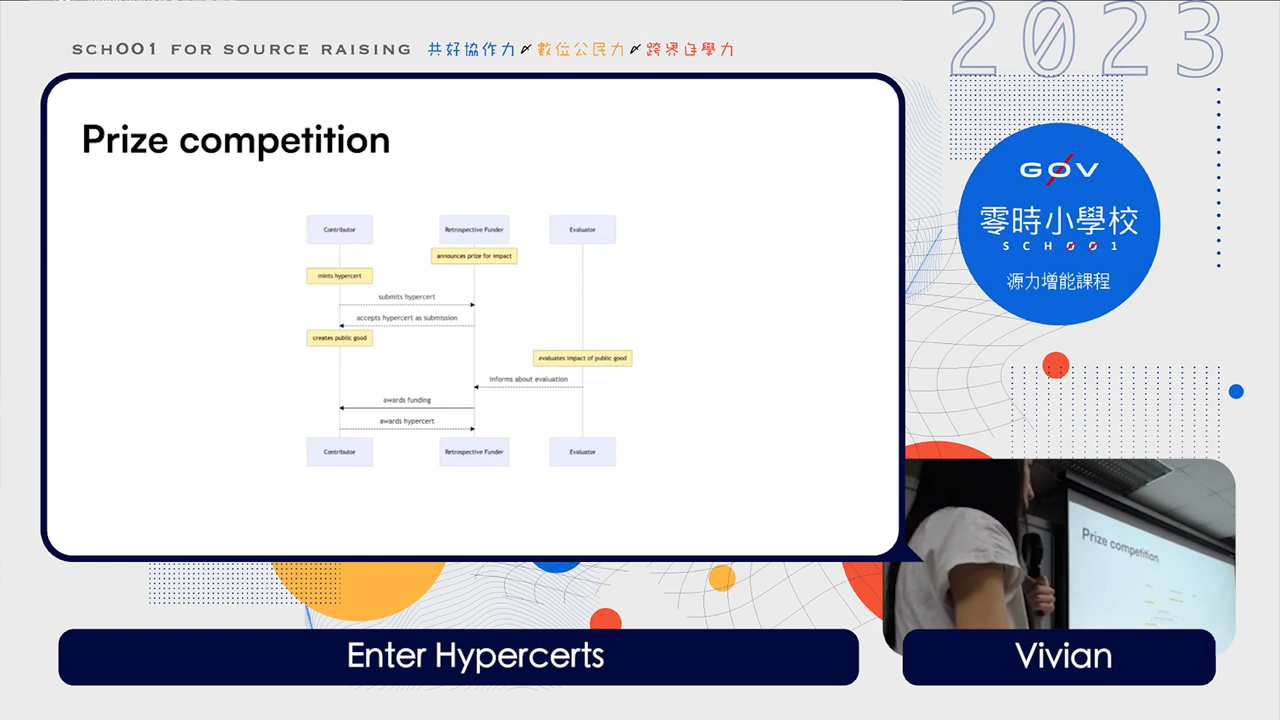 2023
SCH001 FOR SOURCE RAISING 共好協作力 数位公民力 跨界自學力
Prize competition
Contributor Retrospective Funder Evaluator
announces prize for impact
mints hypercert
submits hypercert
accepts hypercert as submission
creates public good
evaluates impact of public good
informs about evaluation
awards funding
awards hypercert
Contributor Retrospective Funder Evaluator
G0V
零時小學校
SCH001
源力增能課程
Prize competition
Enter Hypercerts
Vivian